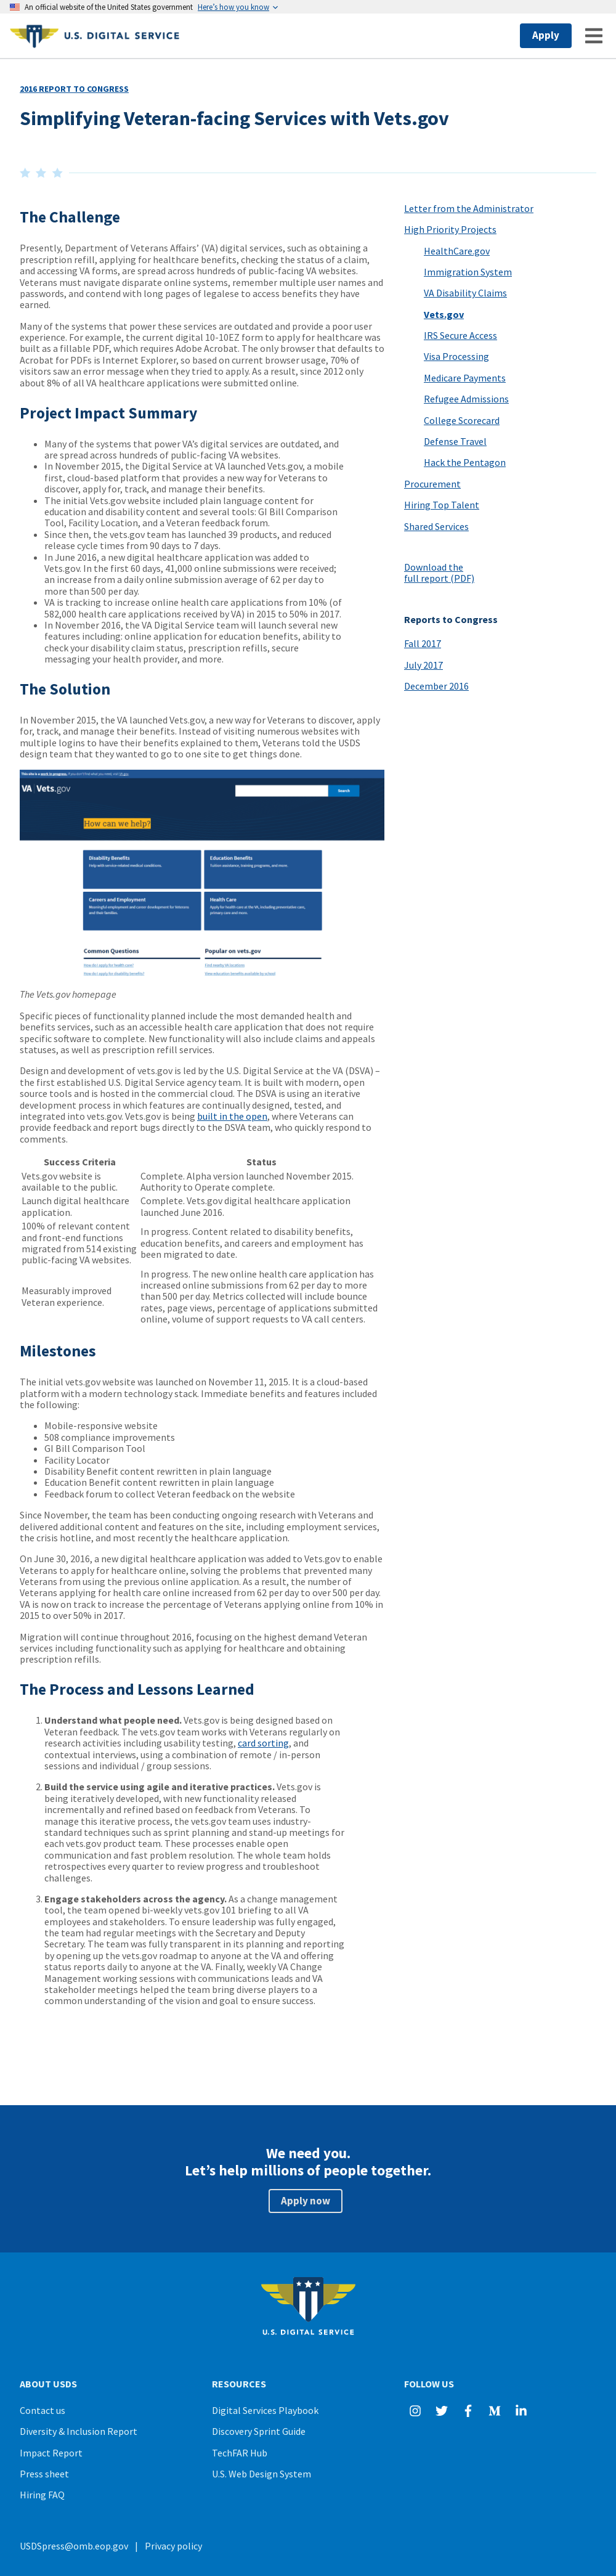 An official website of the United States government Here's how you know
U.S. DIGITAL SERVICE
Apply
2016 REPORT TO CONGRESS
Simplifying Veteran-facing Services with Vets.gov
The Challenge
Presently, Department of Veterans Affairs’ (VA) digital services, such as obtaining a
prescription refill, applying for healthcare benefits, checking the status of a claim,
and accessing VA forms, are spread across hundreds of public-facing VA websites.
Veterans must navigate disparate online systems, remember multiple user names and
passwords, and contend with long pages of legalese to access benefits they have
earned.
Many of the systems that power these services are outdated and provide a poor user
experience. For example, the current digital 10-10EZ form to apply for healthcare was
built as a fillable PDF, which requires Adobe Acrobat. The only browser that defaults to
Acrobat for PDFs is Internet Explorer, so based on current browser usage, 70% of
visitors saw an error message when they tried to apply. As a result, since 2012 only
about 8% of all VA healthcare applications were submitted online.
Project Impact Summary
Many of the systems that power VA’s digital services are outdated, and
are spread across hundreds of public-facing VA websites.
In November 2015, the Digital Service at VA launched Vets.gov, a mobile
first, cloud-based platform that provides a new way for Veterans to
discover, apply for, track, and manage their benefits.
The initial Vets.gov website included plain language content for
education and disability content and several tools: GI Bill Comparison
Tool, Facility Location, and a Veteran feedback forum.
Since then, the vets.gov team has launched 39 products, and reduced
release cycle times from 90 days to 7 days.
In June 2016, a new digital healthcare application was added to
Vets.gov. In the first 60 days, 41,000 online submissions were received;
an increase from a daily online submission average of 62 per day to
more than 500 per day.
VA is tracking to increase online health care applications from 10% (of
582,000 health care applications received by VA) in 2015 to 50% in 2017.
In November 2016, the VA Digital Service team will launch several new
features including: online application for education benefits, ability to
check your disability claim status, prescription refills, secure
messaging your health provider, and more.
The Solution
In November 2015, the VA launched Vets.gov, a new way for Veterans to discover, apply
for, track, and manage their benefits. Instead of visiting numerous websites with
multiple logins to have their benefits explained to them, Veterans told the USDS
design team that they wanted to go to one site to get things done.
This site is a work in progress.
VA Vets.gov
Search
How can we help?
Disability Benefits
Help with service-related medical conditions.
Education Benefits
Tuition assistance, training programs, and more.
Careers and Employment
Meaningful employment and career development for Veterans
and their families.
Health Care
Apply for health care at the VA, including prescriptions,
privacy policy and more.
Common Questions
How do I apply for health care?
How do I apply for disability benefits?
Popular on vets.gov
Find nearby VA locations
View education benefits available by school
The Vets.gov homepage
Specific pieces of functionality planned include the most demanded health and
benefits services, such as an accessible health care application that does not require
specific software to complete. New functionality will also include claims and appeals
statuses, as well as prescription refill services.
Design and development of vets.gov is led by the U.S. Digital Service at the VA (DSVA) –
the first established U.S. Digital Service agency team. It is built with modern, open
source tools and is hosted in the commercial cloud. The DSVA is using an iterative
development process in which features are continually designed, tested, and
integrated into vets.gov. Vets.gov is being built in the open, where Veterans can
provide feedback and report bugs directly to the DSVA team, who quickly respond to
comments.
Success Criteria Status
Vets.gov website is
available to the public.
Complete. Alpha version launched November 2015.
Authority to Operate complete.
Launch digital healthcare
application.
Complete. Vets.gov digital healthcare application
launched June 2016.
100% of relevant content
and front-end functions
migrated from 514 existing
public-facing VA websites.
In progress. Content related to disability benefits,
education benefits, and careers and employment has
been migrated to date.
Measurably improved
Veteran experience.
In progress. The new online health care application has
increased online submissions from 62 per day to more
than 500 per day. Metrics collected will include bounce
rates, page views, percentage of applications submitted
online, volume of support requests to VA call centers.
Milestones
The initial vets.gov website was launched on November 11, 2015. It is a cloud-based
platform with a modern technology stack. Immediate benefits and features included
the following:
Mobile-responsive website
508 compliance improvements
GI Bill Comparison Tool
Facility Locator
Disability Benefit content rewritten in plain language
Education Benefit content rewritten in plain language
Feedback forum to collect Veteran feedback on the website
Since November, the team has been conducting ongoing research with Veterans and
delivered additional content and features on the site, including employment services,
the crisis hotline, and most recently the healthcare application.
On June 30, 2016, a new digital healthcare application was added to Vets.gov to enable
Veterans to apply for healthcare online, solving the problems that prevented many
Veterans from using the previous online application. As a result, the number of
Veterans applying for health care online increased from 62 per day to over 500 per day.
VA is now on track to increase the percentage of Veterans applying online from 10% in
2015 to over 50% in 2017.
Migration will continue throughout 2016, focusing on the highest demand Veteran
services including functionality such as applying for healthcare and obtaining
prescription refills.
The Process and Lessons Learned
1. Understand what people need. Vets.gov is being designed based on
Veteran feedback. The vets.gov team works with Veterans regularly on
research activities including usability testing, card sorting, and
contextual interviews, using a combination of remote / in-person
sessions and individual / group sessions.
2. Build the service using agile and iterative practices. Vets.gov is
being iteratively developed, with new functionality released
incrementally and refined based on feedback from Veterans. To
manage this iterative process, the vets.gov team uses industry-
standard techniques such as sprint planning and stand-up meetings for
each vets.gov product team. These processes enable open
communication and fast problem resolution. The whole team holds
retrospectives every quarter to review progress and troubleshoot
challenges.
3. Engage stakeholders across the agency. As a change management
tool, the team opened bi-weekly vets.gov 101 briefing to all VA
employees and stakeholders. To ensure leadership was fully engaged,
the team had regular meetings with the Secretary and Deputy
Secretary. The team was fully transparent in its planning and reporting
by opening up the vets.gov roadmap to anyone at the VA and offering
status reports daily to anyone at the VA. Finally, weekly VA Change
Management working sessions with communications leads and VA
stakeholder meetings helped the team bring diverse players to a
common understanding of the vision and goal to ensure success.
Letter from the Administrator
High Priority Projects
HealthCare.gov
Immigration System
VA Disability Claims
Vets.gov
IRS Secure Access
Visa Processing
Medicare Payments
Refugee Admissions
College Scorecard
Defense Travel
Hack the Pentagon
Procurement
Hiring Top Talent
Shared Services
Download the
full report (PDF)
Reports to Congress
Fall 2017
July 2017
December 2016
We need you.
Let’s help millions of people together.
Apply now
U.S. DIGITAL SERVICE
ABOUT USDS
Contact us
Diversity & Inclusion Report
Impact Report
Press sheet
Hiring FAQ
RESOURCES
Digital Services Playbook
Discovery Sprint Guide
TechFAR Hub
U.S. Web Design System
FOLLOW US
USDSpress@omb.eop.gov | Privacy policy